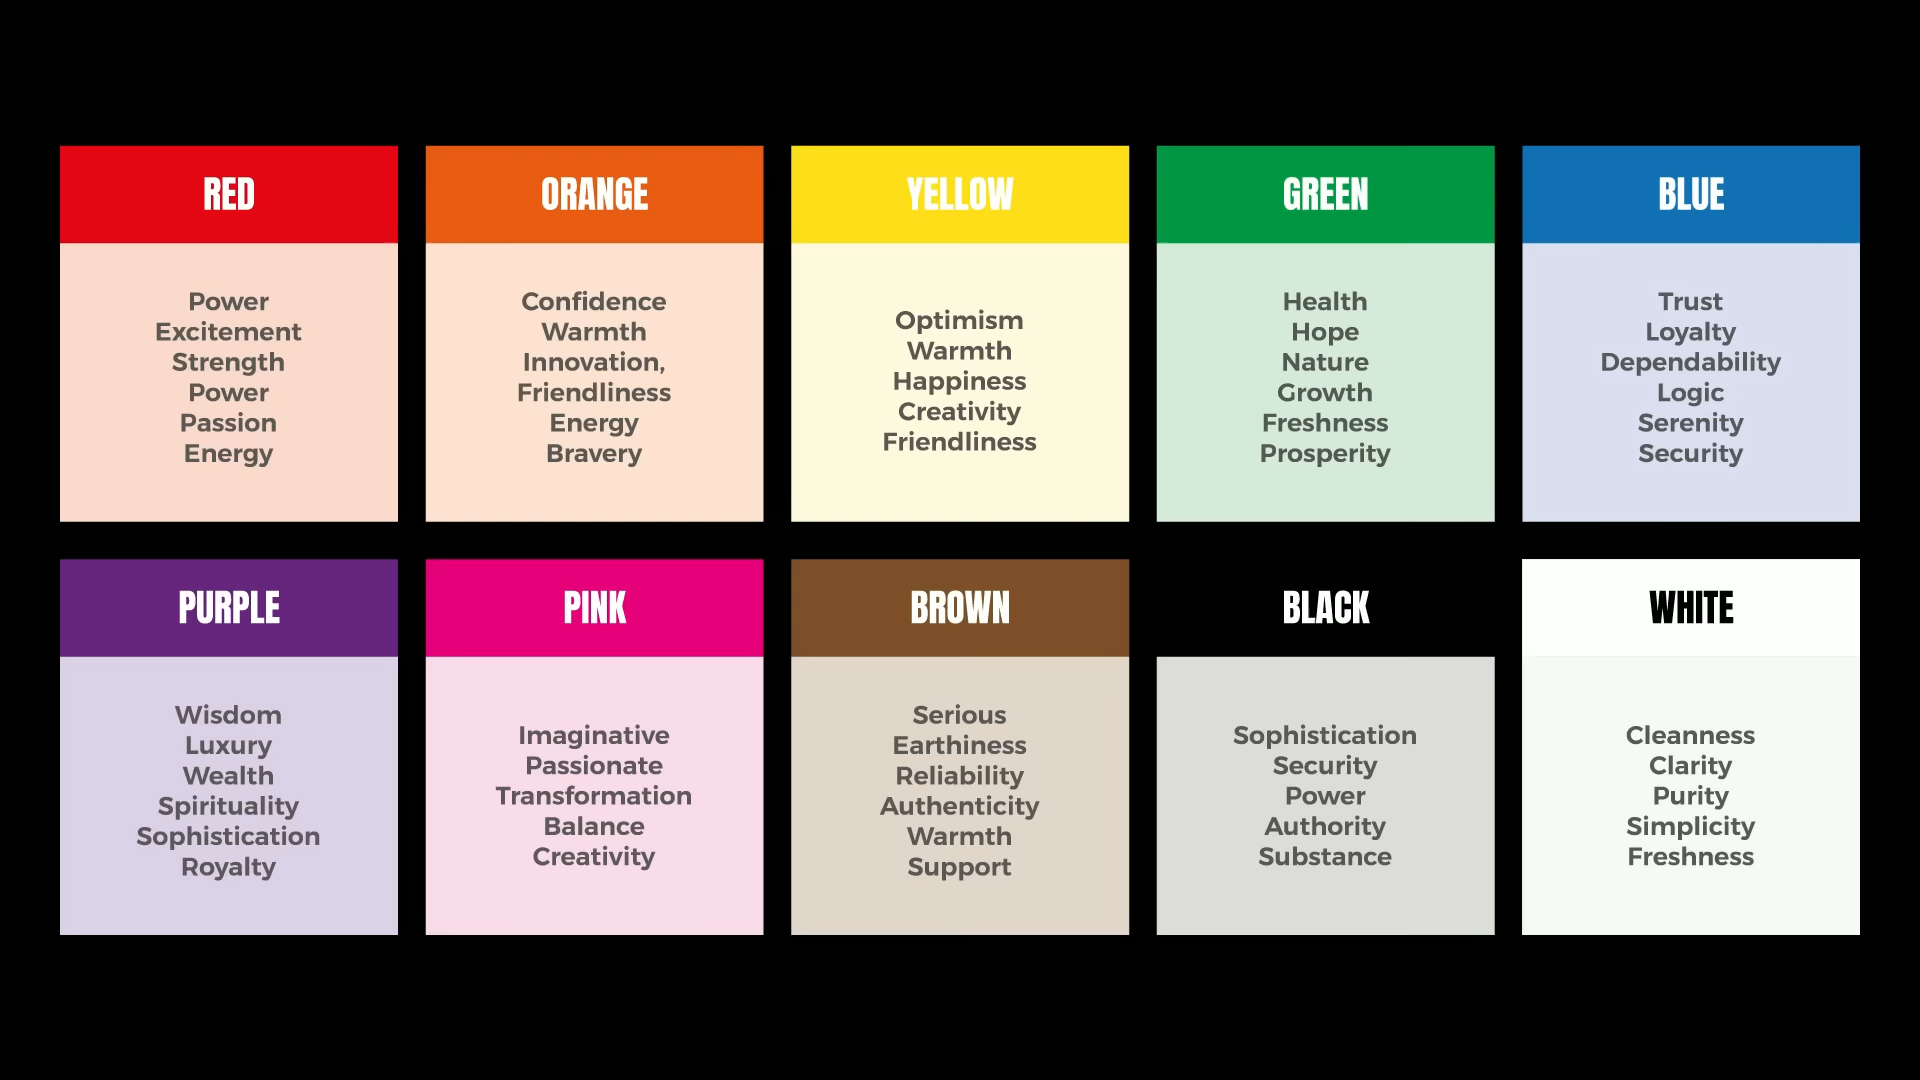 RED
Power
Excitement
Strength
Power
Passion
Energy
ORANGE
Confidence
Warmth
Innovation,
Friendliness
Energy
Bravery
YELLOW
Optimism
Warmth
Happiness
Creativity
Friendliness
GREEN
Health
Hope
Nature
Growth
Freshness
Prosperity
BLUE
Trust
Loyalty
Dependability
Logic
Serenity
Security
PURPLE
Wisdom
Luxury
Wealth
Spirituality
Sophistication
Royalty
PINK
Imaginative
Passionate
Transformation
Balance
Creativity
BROWN
Serious
Earthiness
Reliability
Authenticity
Warmth
Support
BLACK
Sophistication
Security
Power
Authority
Substance
WHITE
Cleanness
Clarity
Purity
Simplicity
Freshness